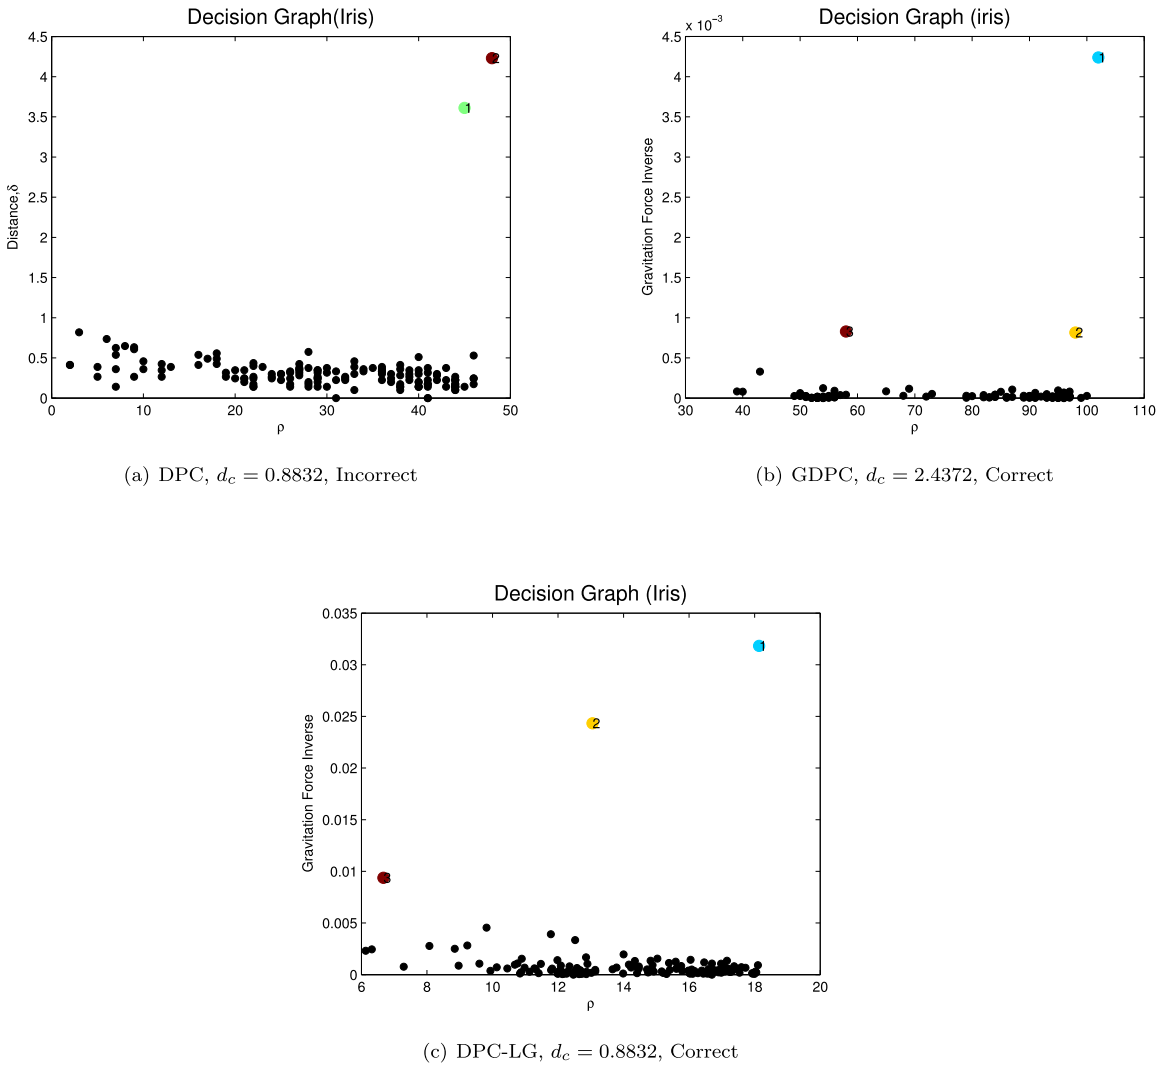 Decision Graph(Iris)
4.5
4
3.5
3
2.5
2
1.5
1
0.5
0
Distance,δ
2
1
0 10 20 30 40 50
ρ
(a) DPC, d_c = 0.8832, Incorrect
Decision Graph (iris)
x 10⁻³
4.5
4
3.5
3
2.5
2
1.5
1
0.5
0
Gravitation Force Inverse
1
3
2
30 40 50 60 70 80 90 100 110
ρ
(b) GDPC, d_c = 2.4372, Correct
Decision Graph (Iris)
0.035
0.03
0.025
0.02
0.015
0.01
0.005
0
Gravitation Force Inverse
1
2
3
6 8 10 12 14 16 18 20
ρ
(c) DPC-LG, d_c = 0.8832, Correct